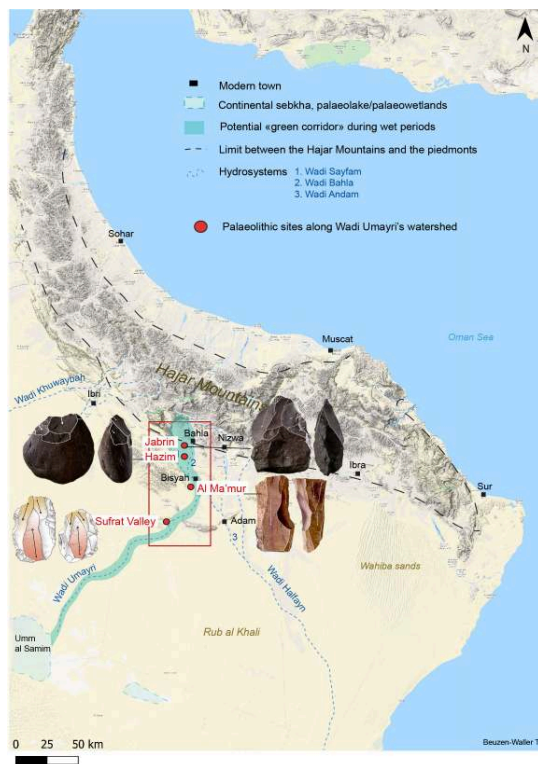 N
Modern town
Continental sebkha, palaeolake/palaeowetlands
Potential «green corridor» during wet periods
Limit between the Hajar Mountains and the piedmonts
Hydrosystems 1. Wadi Sayfam
2. Wadi Bahla
3. Wadi Andam
Palaeolithic sites along Wadi Umayri's watershed
Sohar
Muscat
Oman Sea
Hajar Mountains
Wadi Khuwaybah
Ibri
Jabrin
Bahla
Nizwa
Hazim
2
Ibra
Bisyah
Al Ma'mur
Sur
Sufrat Valley
Adam
3
Wadi Umayri
Wadi Halfayn
Wahiba sands
Rub al Khali
Umm
al Samim
Beuzen-Waller T
0 25 50 km